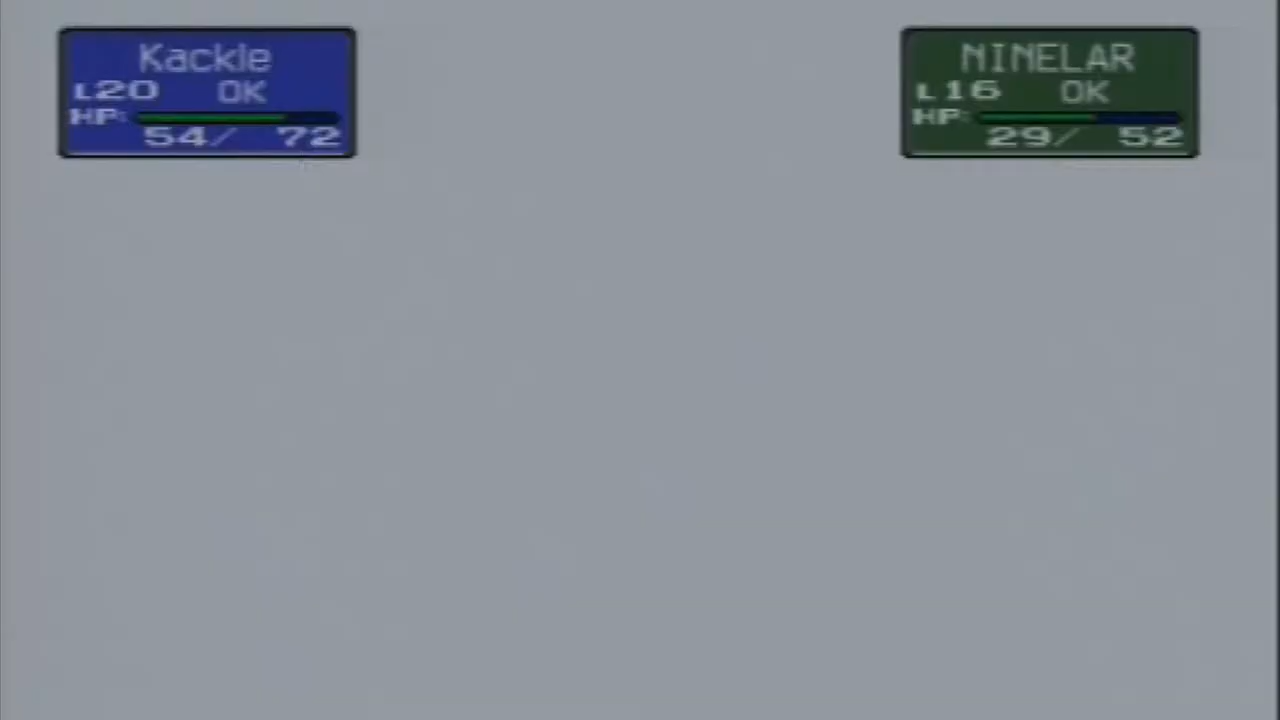 Kackle
L20 OK
HP:
54/ 72
NINELAR
L16 OK
HP:
29/ 52